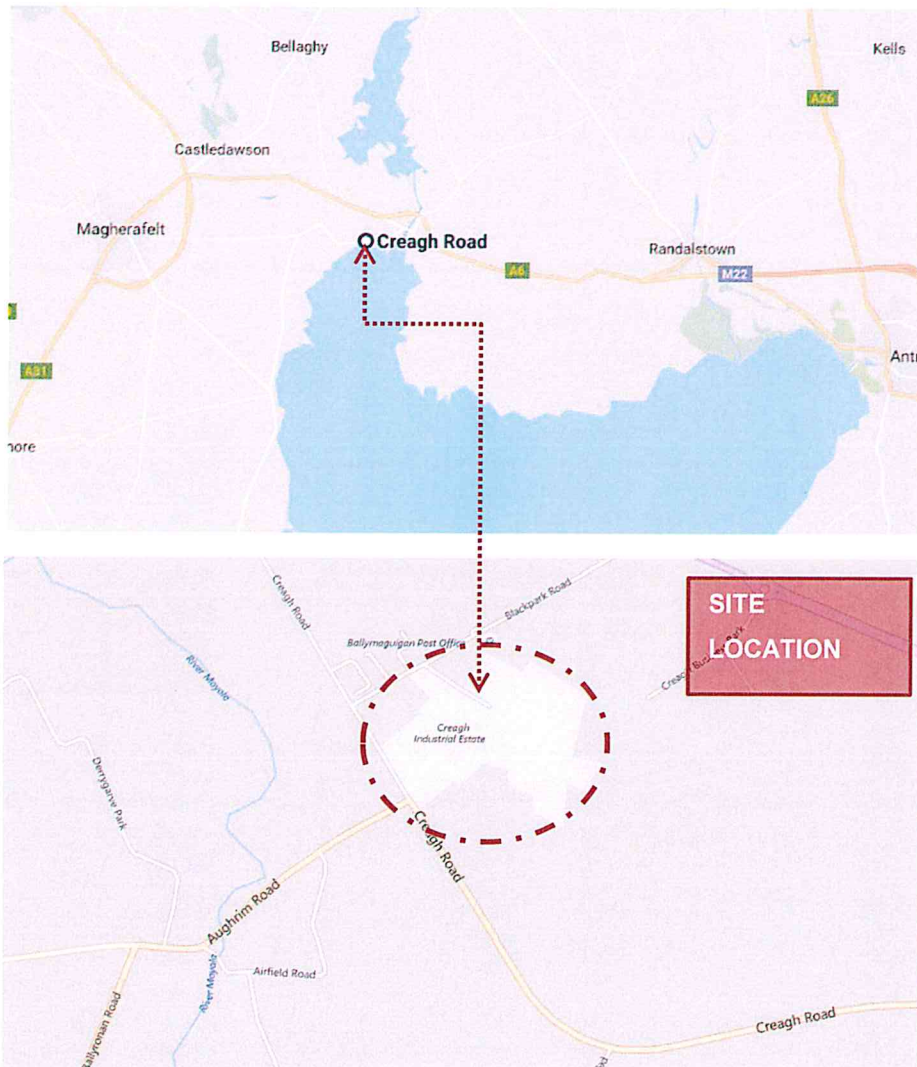 Bellaghy
Kells
A26
Castledawson
Magherafelt
Creagh Road
Randalstown
A6
M22
Antr
A31
nore
Creagh Road
Blackpark Road
SITE
LOCATION
Ballymaguigan Post Office
River Moyola
Creagh
Industrial Estate
Derrygarve Park
Creagh Road
Aughrim Road
Airfield Road
River Moyola
Ballyronan Road
Creagh Road